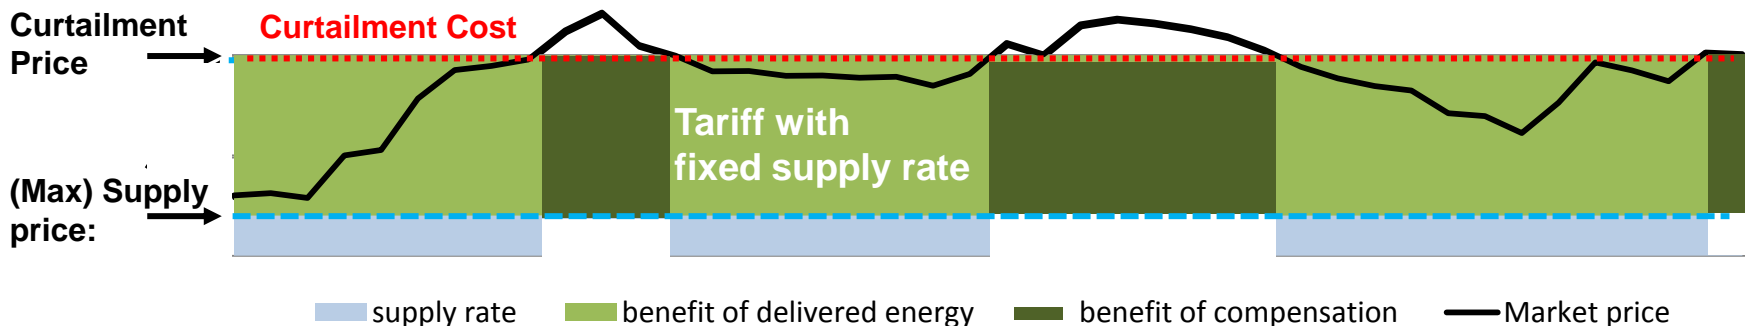 Curtailment
Price
Curtailment Cost
Tariff with
fixed supply rate
(Max) Supply
price:
supply rate
benefit of delivered energy
benefit of compensation
Market price